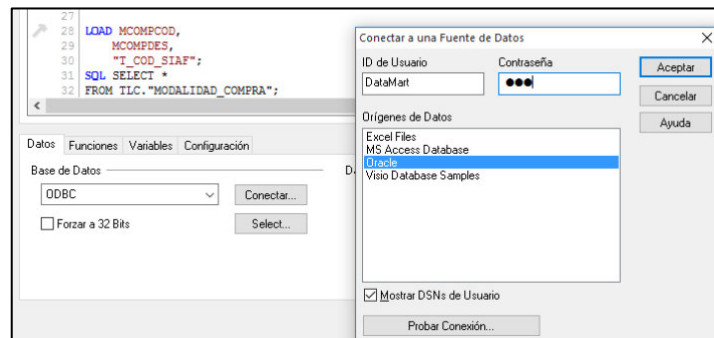 27
28 LOAD MCOMPCOD,
29 MCOMPDES,
30 "T_COD_SIAF";
31 SQL SELECT *
32 FROM TLC."MODALIDAD_COMPRA";
Datos Funciones Variables Configuración
Base de Datos
ODBC
Conectar...
Forzar a 32 Bits
Select...
D
Conectar a una Fuente de Datos
ID de Usuario
Contraseña
DataMart
●●●
Aceptar
Cancelar
Ayuda
Orígenes de Datos
Excel Files
MS Access Database
Oracle
Visio Database Samples
Mostrar DSNs de Usuario
Probar Conexión...